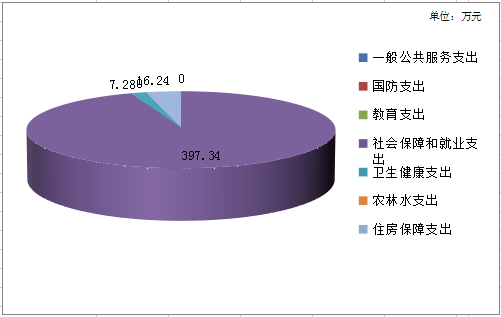 单位：万元
7.28
0
16.24
0
397.34
一般公共服务支出
国防支出
教育支出
社会保障和就业支
出
卫生健康支出
农林水支出
住房保障支出